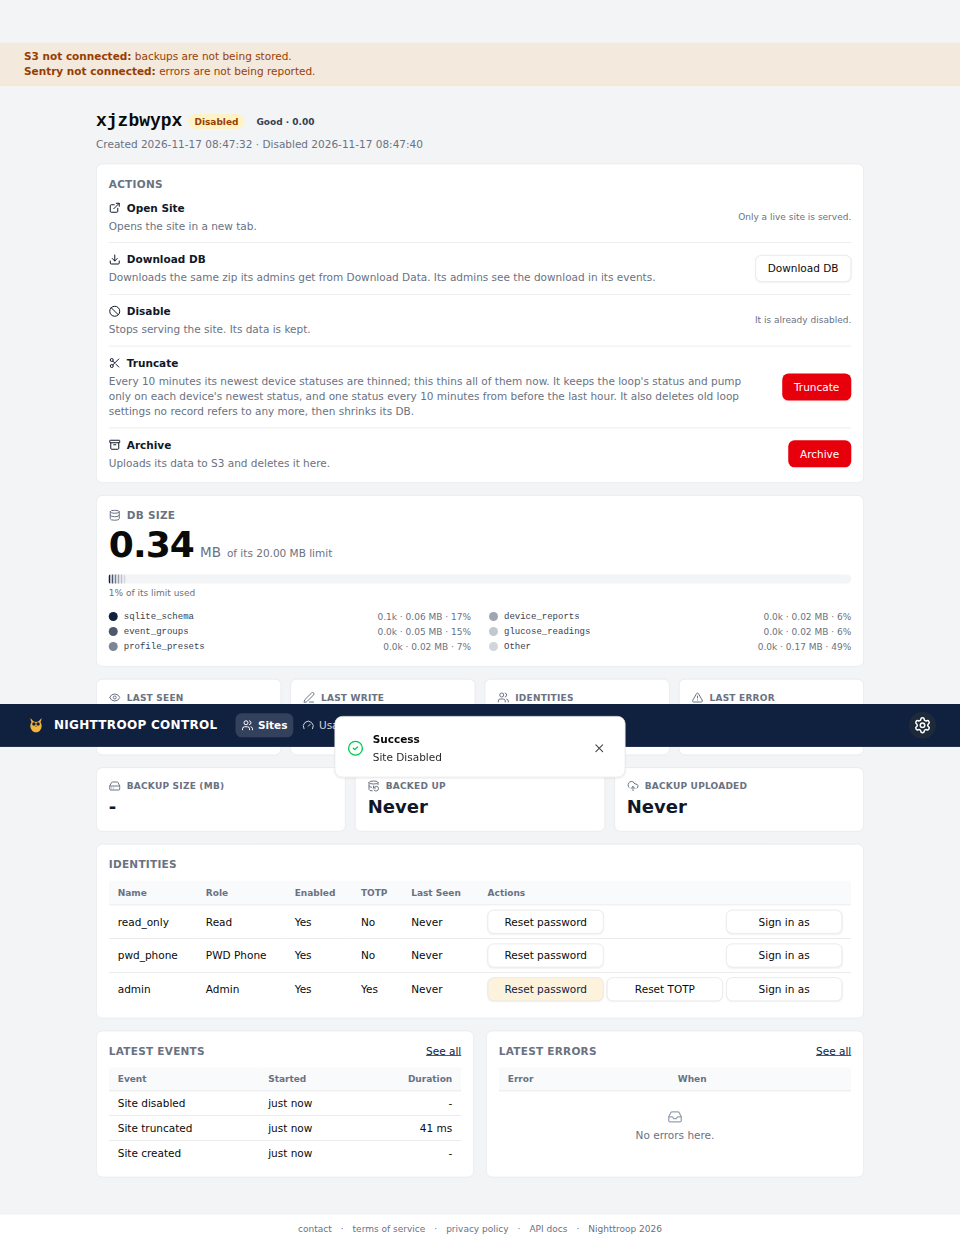 S3 not connected: backups are not being stored.
Sentry not connected: errors are not being reported.
xjzbwypx Disabled Good · 0.00
Created 2026-11-17 08:47:32 · Disabled 2026-11-17 08:47:40
ACTIONS
Open Site
Opens the site in a new tab.
Only a live site is served.
Download DB
Downloads the same zip its admins get from Download Data. Its admins see the download in its events.
Download DB
Disable
Stops serving the site. Its data is kept.
It is already disabled.
Truncate
Every 10 minutes its newest device statuses are thinned; this thins all of them now. It keeps the loop's status and pump
only on each device's newest status, and one status every 10 minutes from before the last hour. It also deletes old loop
settings no record refers to any more, then shrinks its DB.
Truncate
Archive
Uploads its data to S3 and deletes it here.
Archive
DB SIZE
0.34 MB of its 20.00 MB limit
1% of its limit used
sqlite_schema 0.1k · 0.06 MB · 17%
event_groups 0.0k · 0.05 MB · 15%
profile_presets 0.0k · 0.02 MB · 7%
device_reports 0.0k · 0.02 MB · 6%
glucose_readings 0.0k · 0.02 MB · 6%
Other 0.0k · 0.17 MB · 49%
LAST SEEN
LAST WRITE
IDENTITIES
LAST ERROR
NIGHTTROOP CONTROL Sites
Success
Site Disabled
BACKUP SIZE (MB)
-
BACKED UP
Never
BACKUP UPLOADED
Never
IDENTITIES
Name Role Enabled TOTP Last Seen Actions
read_only Read Yes No Never Reset password Sign in as
pwd_phone PWD Phone Yes No Never Reset password Sign in as
admin Admin Yes Yes Never Reset password Reset TOTP Sign in as
LATEST EVENTS See all
Event Started Duration
Site disabled just now -
Site truncated just now 41 ms
Site created just now -
LATEST ERRORS See all
Error When
No errors here.
contact · terms of service · privacy policy · API docs · Nighttroop 2026